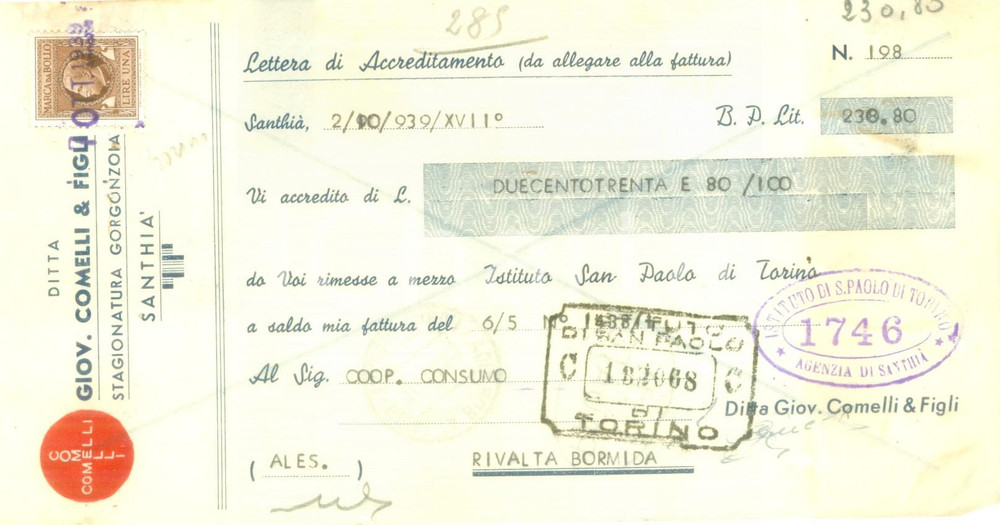 285
230,80
MARCA DA BOLLO
LIRE UNA
DITTA
GIOV. COMELLI & FIGLI
STAGIONATURA GORGONZOLA
SANTHIA'
COMELLI
COMELLI
Lettera di Accreditamento (da allegare alla fattura)
N. 198
Santhià, 2/10/939/XVII°
B. P. Lit. 230.80
Vi accredito di L. DUECENTOTRENTA E 80/100
da Voi rimesse a mezzo Istituto San Paolo di Torino
a saldo mia fattura del 6/5 N°
ISTITUTO DI S. PAOLO DI TORINO
1746
AGENZIA DI SANTHIÀ
DI SAN PAOLO
C C
DI
TORINO
Al Sig. COOP. CONSUMO
Ditta Giov. Comelli & Figli
(ALES.) RIVALTA BORMIDA